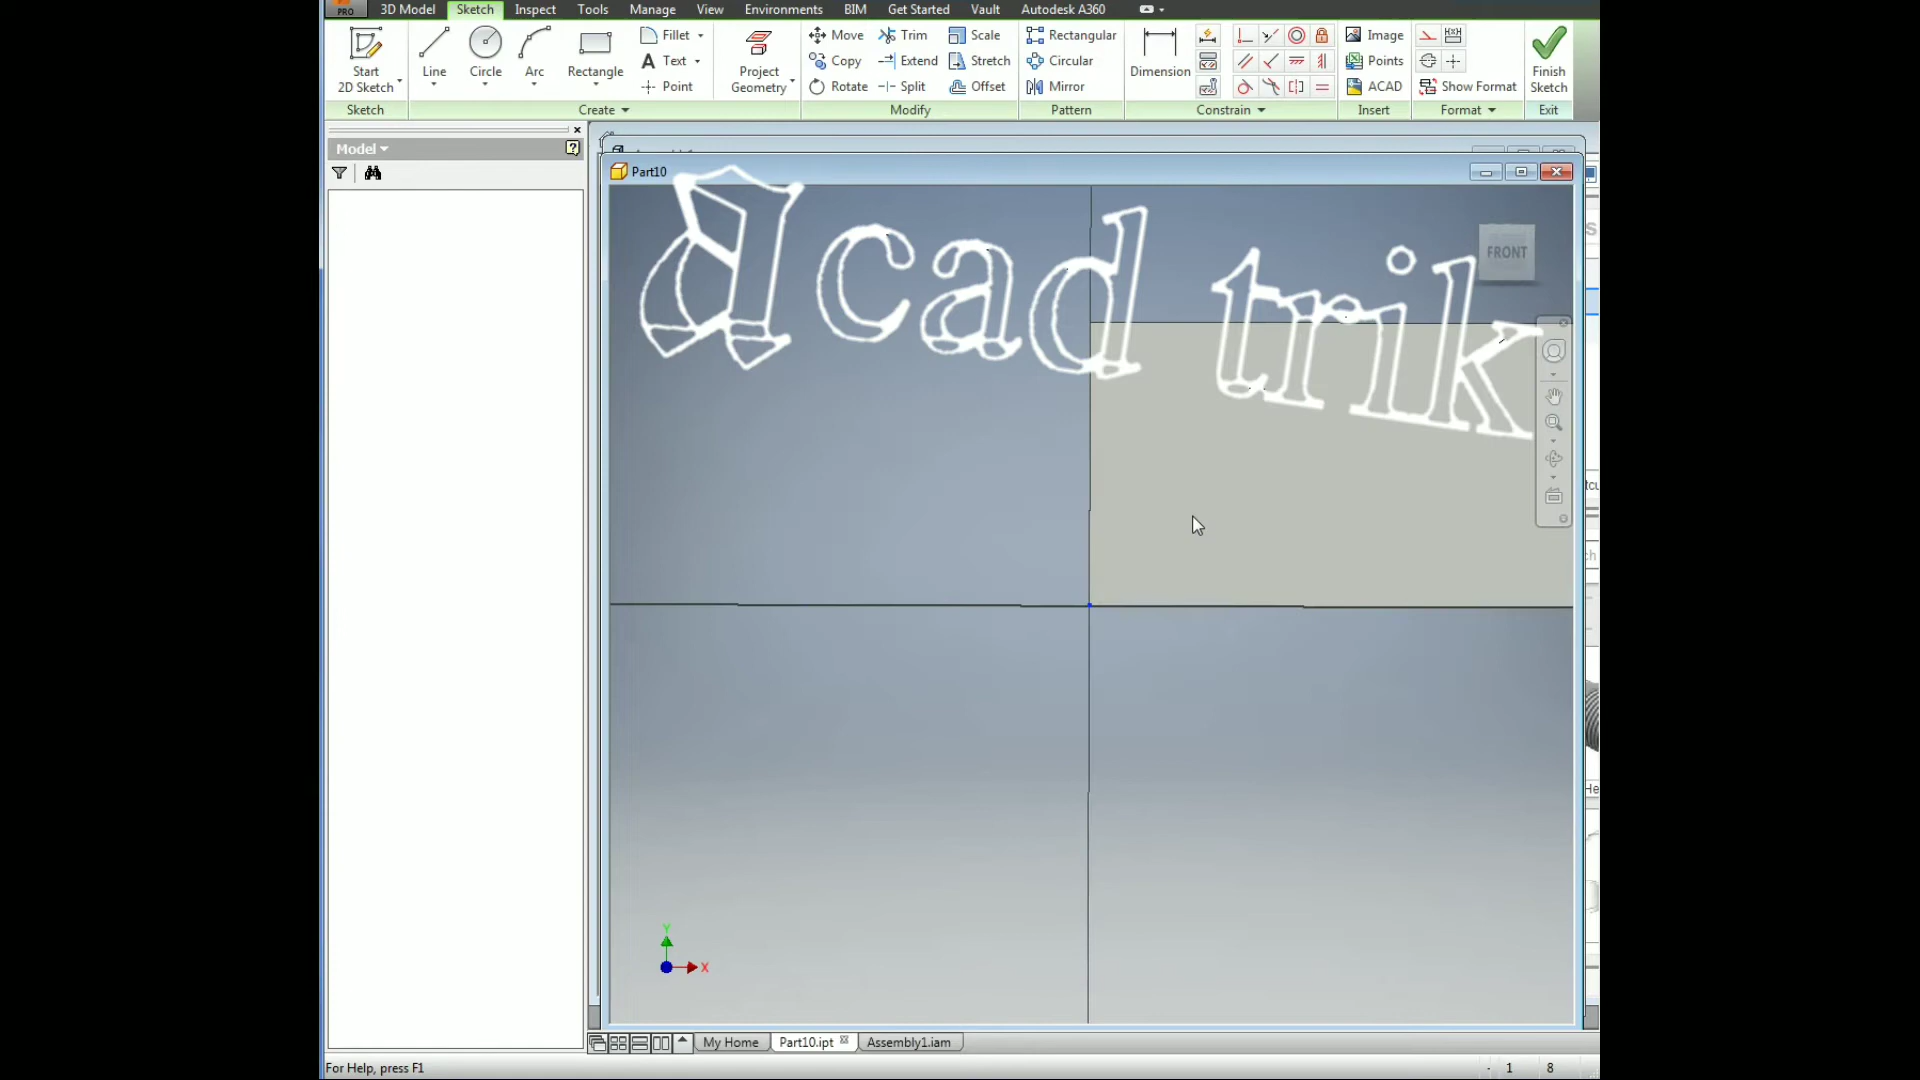 PRO 3D Model Sketch Inspect Tools Manage View Environments BIM Get Started Vault Autodesk A360
Start 2D Sketch
Line
Circle
Arc
Rectangle
Fillet
Text
Point
Project Geometry
Move
Copy
Rotate
Trim
Extend
Split
Scale
Stretch
Offset
Rectangular
Circular
Mirror
Dimension
Image
Points
ACAD
Show Format
Finish Sketch
Sketch
Create
Modify
Pattern
Constrain
Insert
Format
Exit
Model
Part10
cad trik
FRONT
Y
X
My Home
Part10.ipt
Assembly1.iam
For Help, press F1
1 8